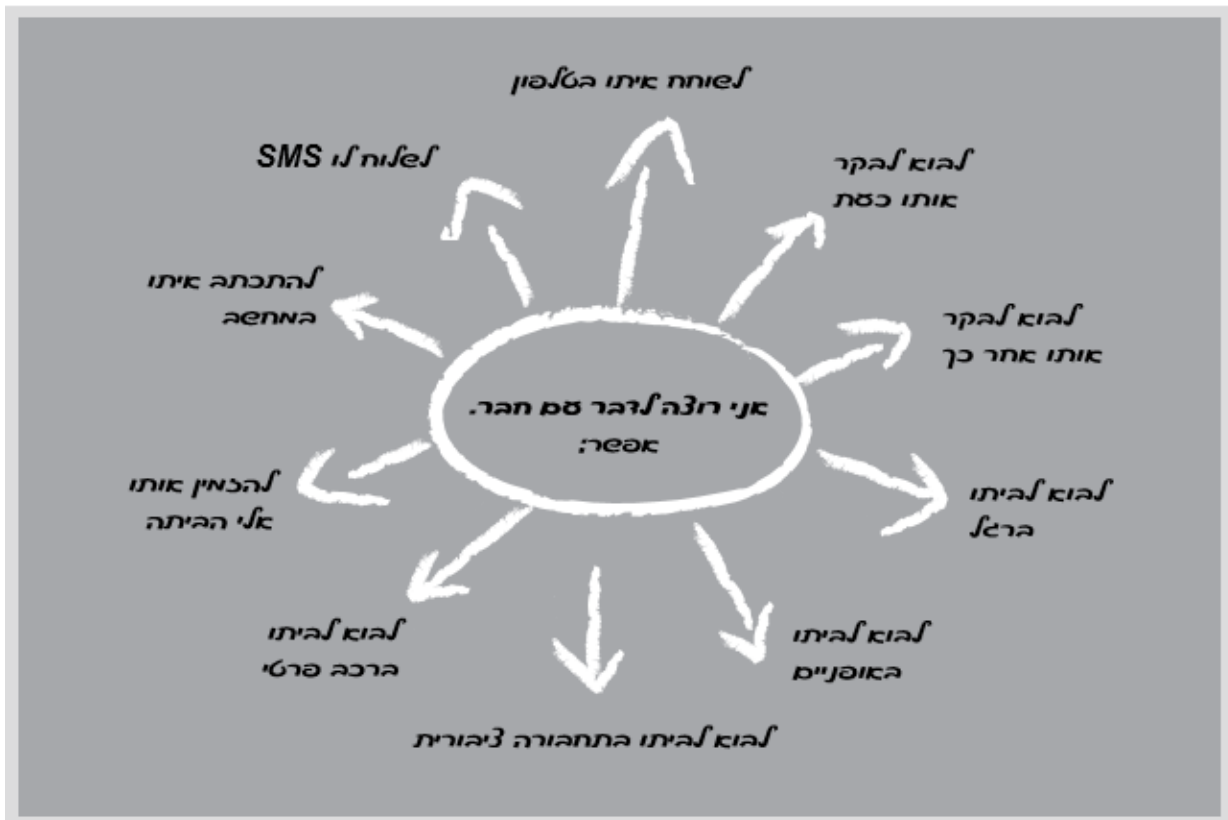 לשוחח איתו בטלפון
לבוא לבקר
אותו כעת
לבוא לבקר
אותו אחר כך
לבוא לביתו
ברגל
לבוא לביתו
באופניים
לבוא לביתו בתחבורה ציבורית
לבוא לביתו
ברכב פרטי
להזמין אותו
אלי הביתה
להתכתב איתו
במחשב
לשלוח לו SMS
אני רוצה לדבר עם חבר.
אפשר: